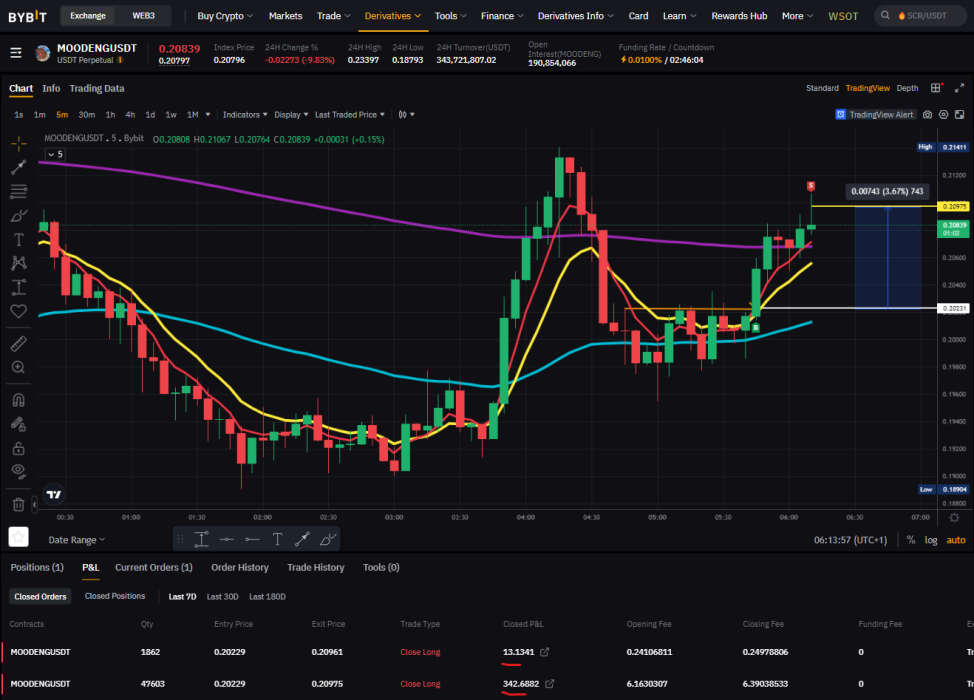 BYBIT Exchange WEB3 Buy Crypto Markets Trade Derivatives Tools Finance Derivatives Info Card Learn Rewards Hub More WSOT SCR/USDT
MOODENGUSDT 0.20839 Index Price 24H Change % 24H High 24H Low 24H Turnover(USDT) Open Interest(MOODENG) Funding Rate / Countdown
USDT Perpetual 0.20797 0.20796 -0.02273 (-9.83%) 0.23397 0.18793 343,721,807.02 190,854,066 0.0100% / 02:46:04
Chart Info Trading Data Standard TradingView Depth
1s 1m 5m 30m 1h 4h 1d 1w 1M Indicators Display Last Traded Price TradingView Alert
MOODENGUSDT . 5 . Bybit O0.20808 H0.21067 L0.20764 C0.20839 +0.00031 (+0.15%)
5
High 0.21411
0.21200
S
0.00743 (3.67%) 743
0.20975
0.20839
01:02
0.20600
0.20400
0.20231
B
0.20000
0.19800
0.19600
0.19400
0.19200
0.19000
Low 0.18904
0.18800
00:30 01:00 01:30 02:00 02:30 03:00 03:30 04:00 04:30 05:00 05:30 06:00 06:30 07:00
Date Range 06:13:57 (UTC+1) % log auto
Positions (1) P&L Current Orders (1) Order History Trade History Tools (0)
Closed Orders Closed Positions Last 7D Last 30D Last 180D
Contracts Qty Entry Price Exit Price Trade Type Closed P&L Opening Fee Closing Fee Funding Fee Ex
MOODENGUSDT 1862 0.20229 0.20961 Close Long 13.1341 0.24106811 0.24978806 0 Tr
MOODENGUSDT 47603 0.20229 0.20975 Close Long 342.6882 6.1630307 6.39038533 0 Tr